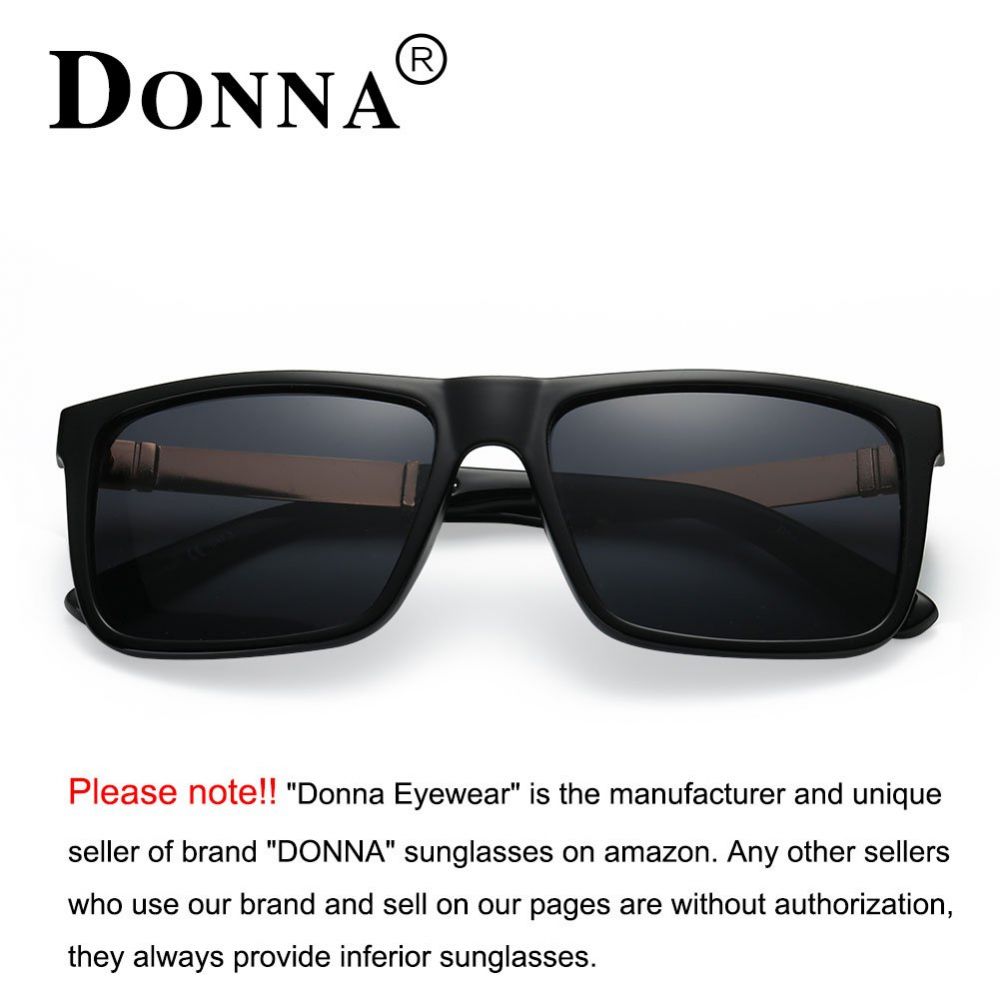 DONNA®
Please note!! "Donna Eyewear" is the manufacturer and unique
seller of brand "DONNA" sunglasses on amazon. Any other sellers
who use our brand and sell on our pages are without authorization,
they always provide inferior sunglasses.